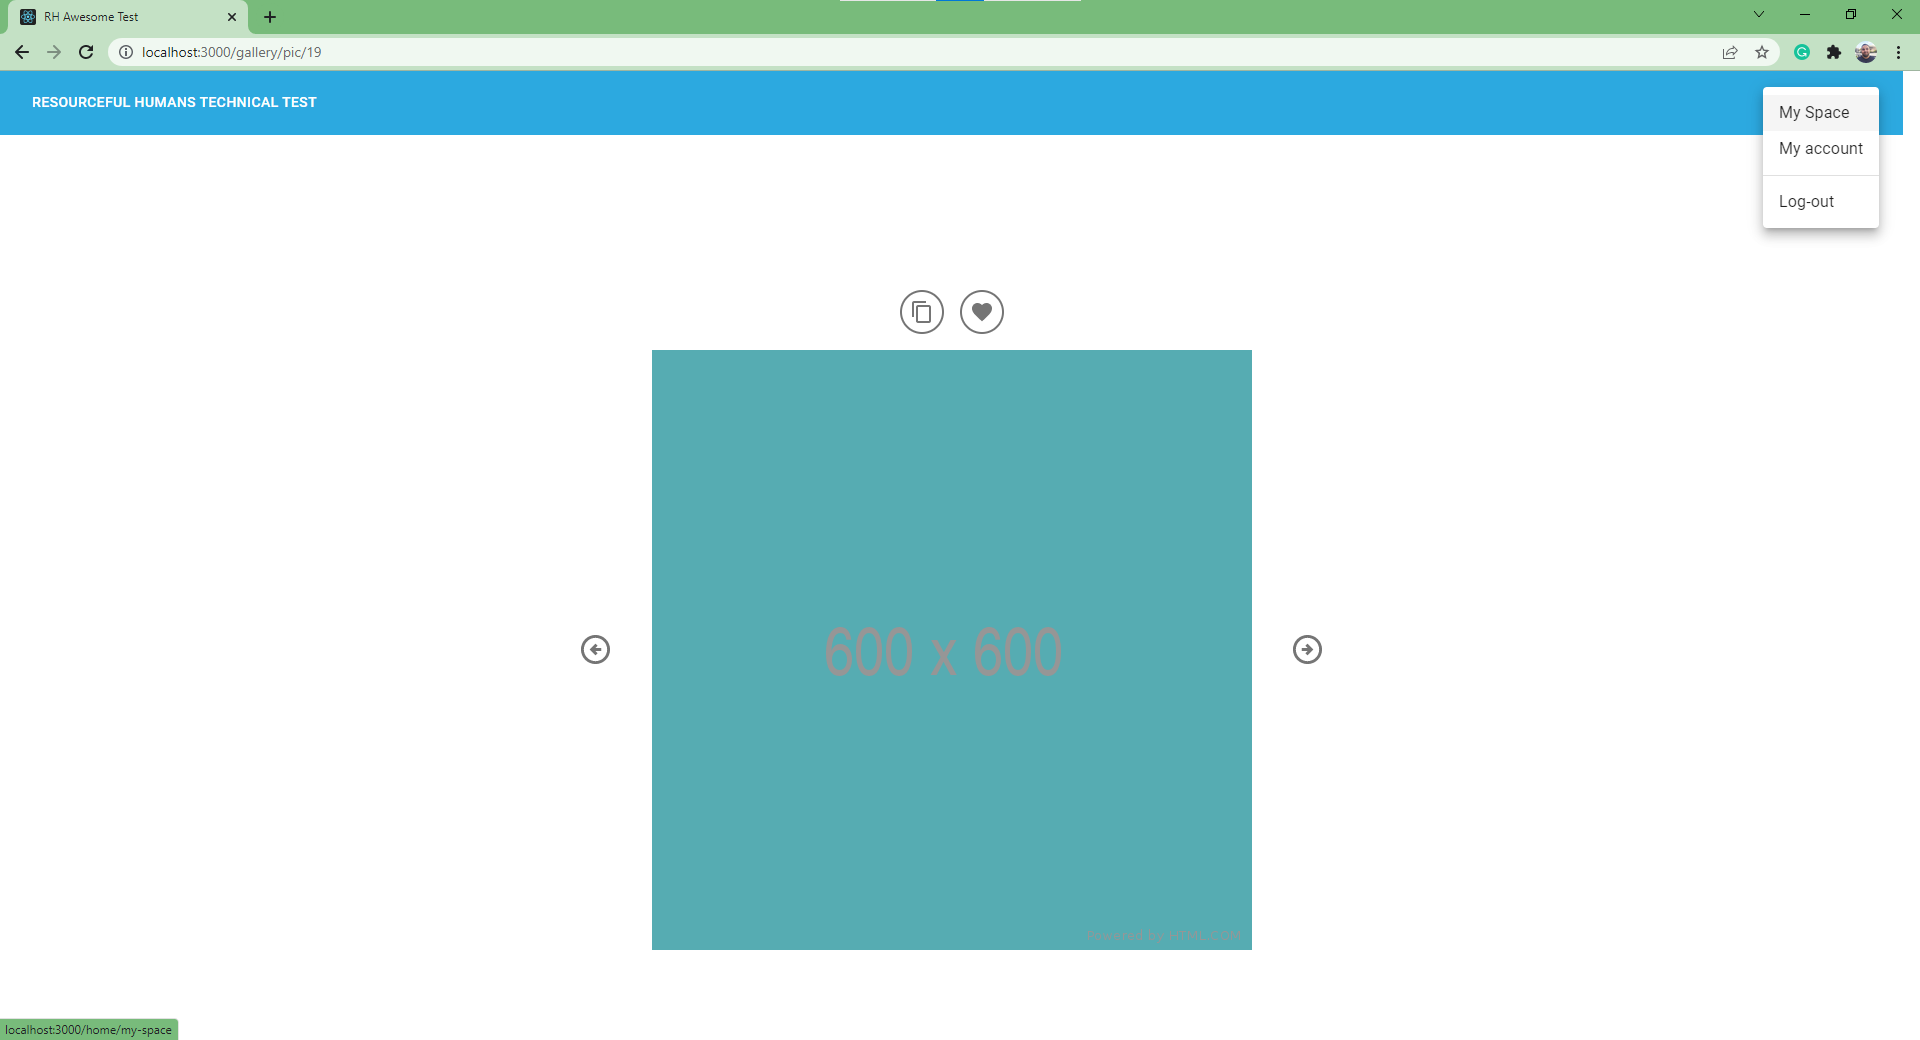 RH Awesome Test
localhost:3000/gallery/pic/19
RESOURCEFUL HUMANS TECHNICAL TEST
My Space
My account
Log-out
600 x 600
localhost:3000/home/my-space